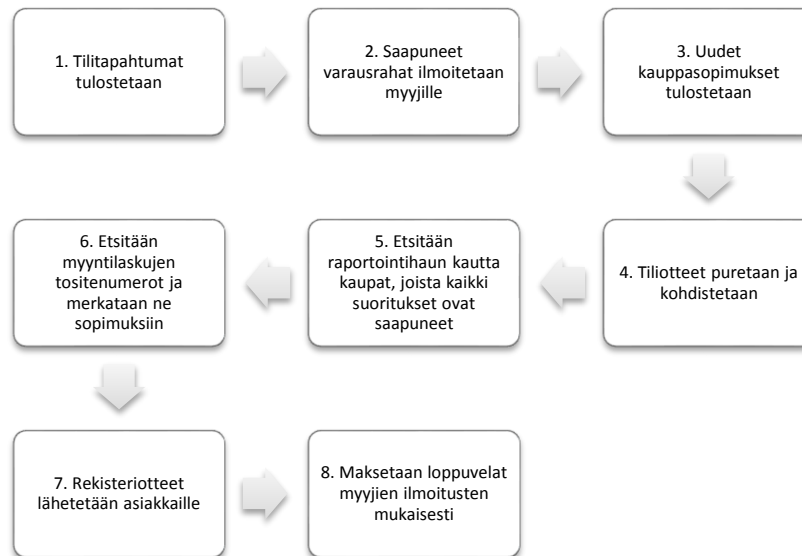 1. Tilitapahtumat
tulostetaan
2. Saapuneet
varausrahat ilmoitetaan
myyjille
3. Uudet
kauppasopimukset
tulostetaan
4. Tiliotteet puretaan ja
kohdistetaan
5. Etsitään
raportointihaun kautta
kaupat, joista kaikki
suoritukset ovat
saapuneet
6. Etsitään
myyntilaskujen
tositenumerot ja
merkataan ne
sopimuksiin
7. Rekisteriotteet
lähetetään asiakkaille
8. Maksetaan loppuvelat
myyjien ilmoitusten
mukaisesti